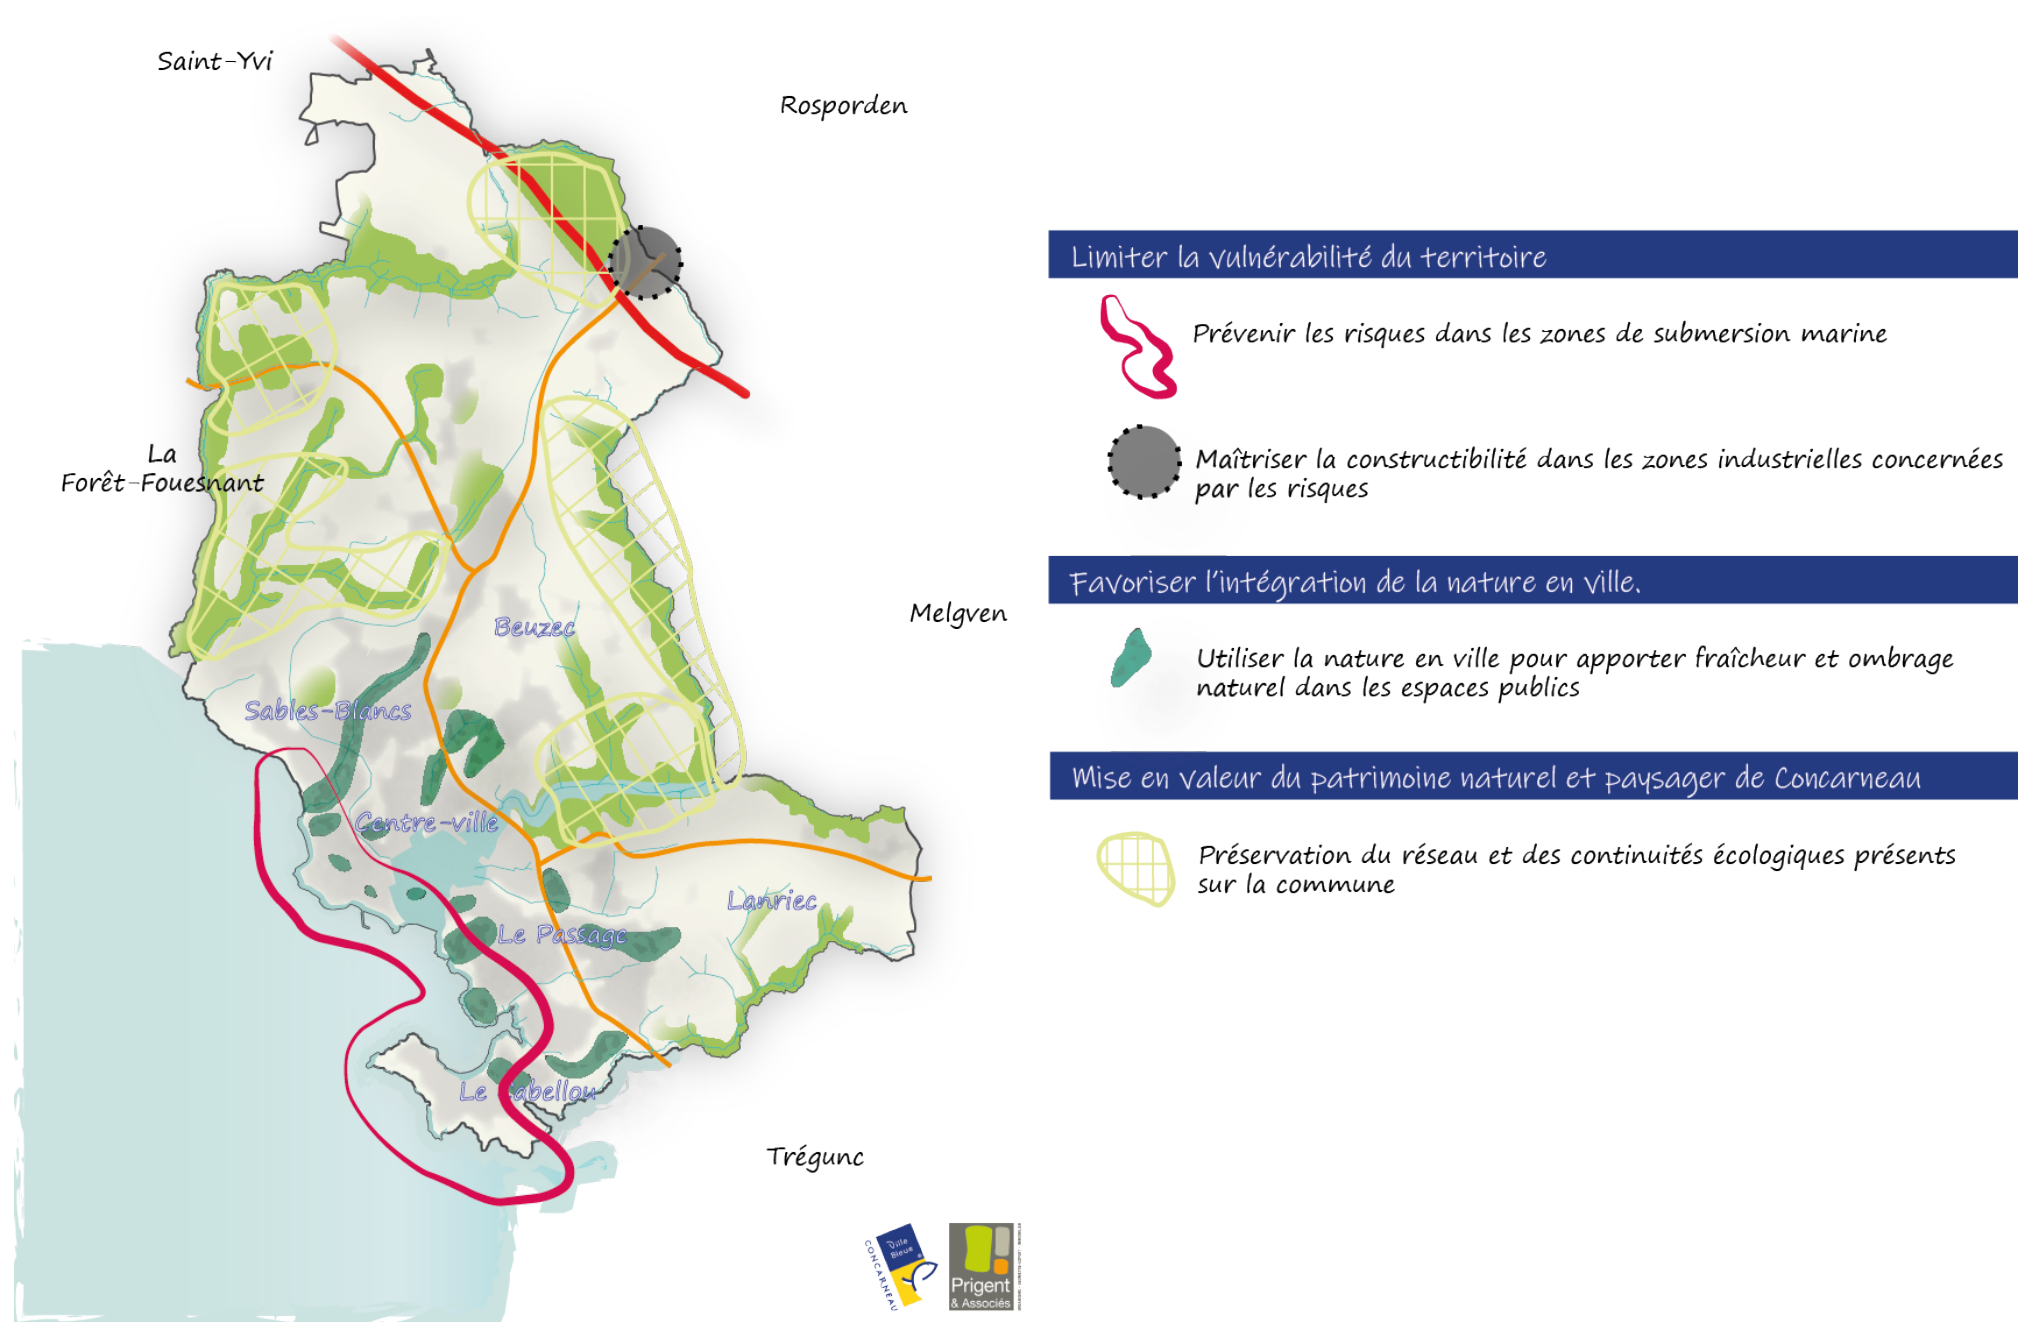 Saint-Yvi
Rosporden
La
Forêt-Fouesnant
Melgven
Beuzec
Sables-Blancs
Centre-ville
Lanriec
Le Passage
Le Cabellou
Trégunc
Ville
Bleue
CONCARNEAU
Prigent
& Associés
Limiter la vulnérabilité du territoire
Prévenir les risques dans les zones de submersion marine
Maîtriser la constructibilité dans les zones industrielles concernées
par les risques
Favoriser l'intégration de la nature en ville.
Utiliser la nature en ville pour apporter fraîcheur et ombrage
naturel dans les espaces publics
Mise en valeur du patrimoine naturel et paysager de Concarneau
Préservation du réseau et des continuités écologiques présents
sur la commune